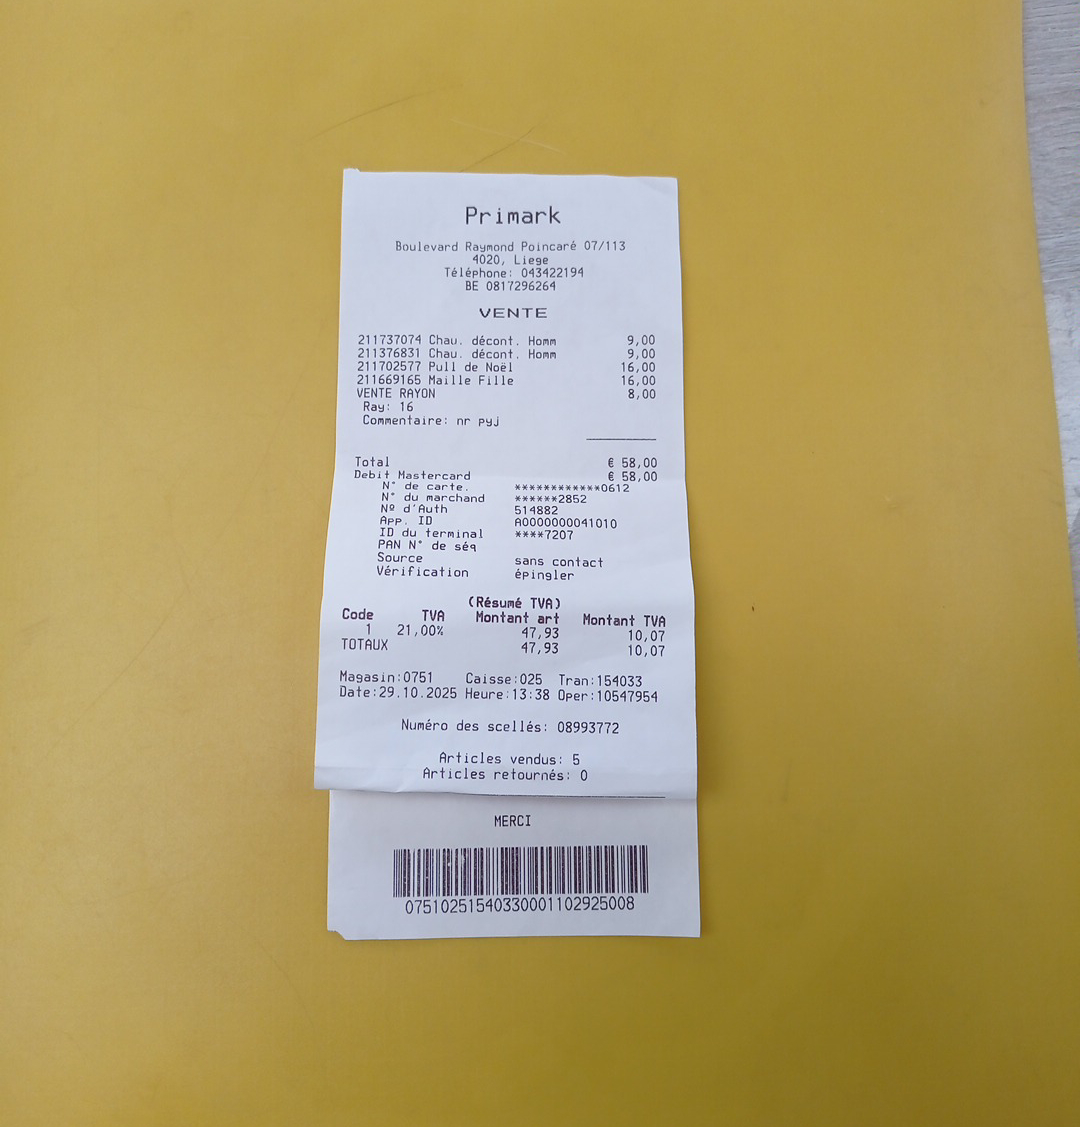 Primark
Boulevard Raymond Poincaré 07/113
4020, Liege
Téléphone: 043422194
BE 0817296264
VENTE
211737074 Chau. décont. Homm 9,00
211376831 Chau. décont. Homm 9,00
211702577 Pull de Noël 16,00
211669165 Maille Fille 16,00
VENTE RAYON 8,00
Ray: 16
Commentaire: nr pyj
Total € 58,00
Debit Mastercard € 58,00
N° de carte. ************0612
N° du marchand ******2852
Nº d'Auth 514882
App. ID A0000000041010
ID du terminal ****7207
PAN N° de séq
Source sans contact
Vérification épingler
(Résumé TVA)
Code TVA Montant art Montant TVA
1 21,00% 47,93 10,07
TOTAUX 47,93 10,07
Magasin:0751 Caisse:025 Tran:154033
Date:29.10.2025 Heure:13:38 Oper:10547954
Numéro des scellés: 08993772
Articles vendus: 5
Articles retournés: 0
MERCI
07510251540330001102925008